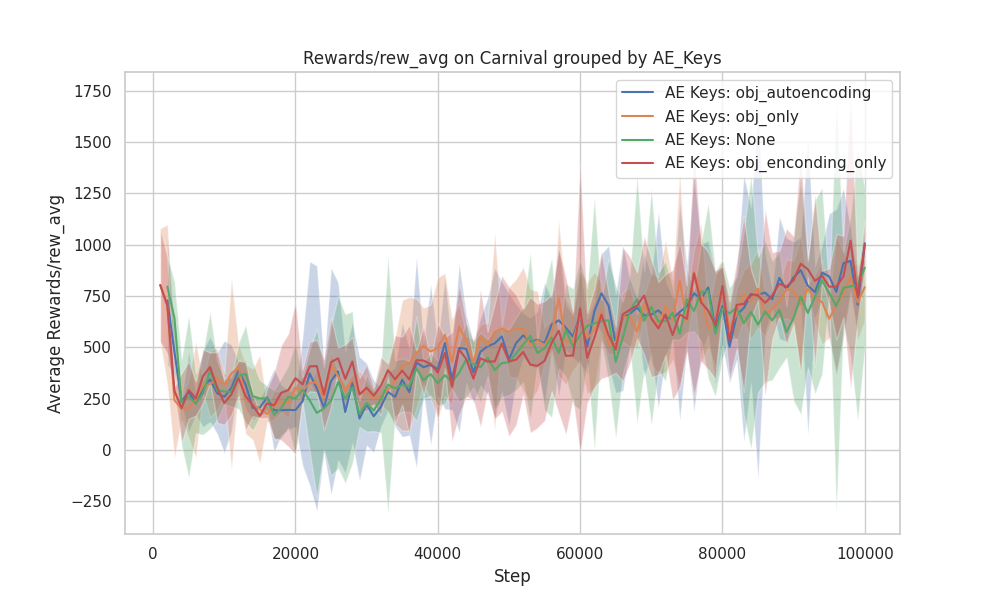 Rewards/rew_avg on Carnival grouped by AE_Keys
AE Keys: obj_autoencoding
AE Keys: obj_only
AE Keys: None
AE Keys: obj_enconding_only
Average Rewards/rew_avg
1750
1500
1250
1000
750
500
250
0
−250
0
20000
40000
60000
80000
100000
Step